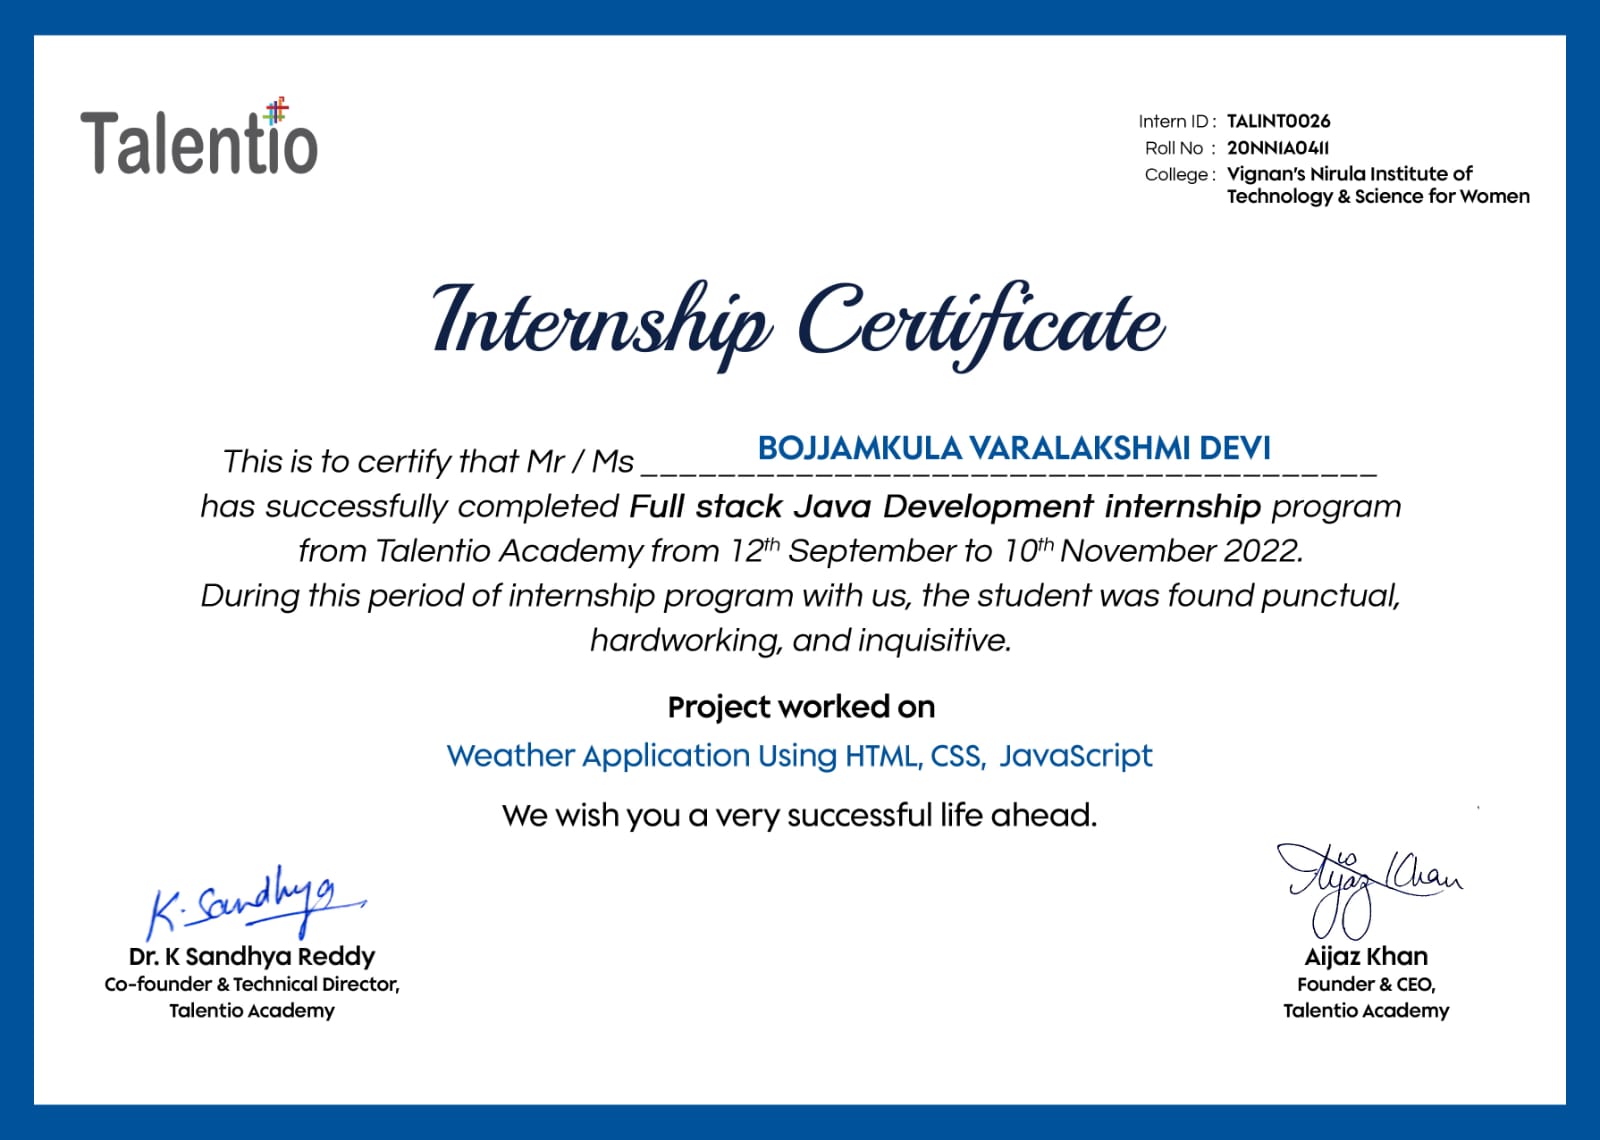 Talentio
Intern ID : TALINT0026
Roll No : 20NN1A0411
College : Vignan's Nirula Institute of
Technology & Science for Women
Internship Certificate
This is to certify that Mr / Ms BOJJAMKULA VARALAKSHMI DEVI
has successfully completed Full stack Java Development internship program
from Talentio Academy from 12th September to 10th November 2022.
During this period of internship program with us, the student was found punctual,
hardworking, and inquisitive.
Project worked on
Weather Application Using HTML, CSS, JavaScript
We wish you a very successful life ahead.
K. Sandhya
Dr. K Sandhya Reddy
Co-founder & Technical Director,
Talentio Academy
Aijaz Khan
Aijaz Khan
Founder & CEO,
Talentio Academy